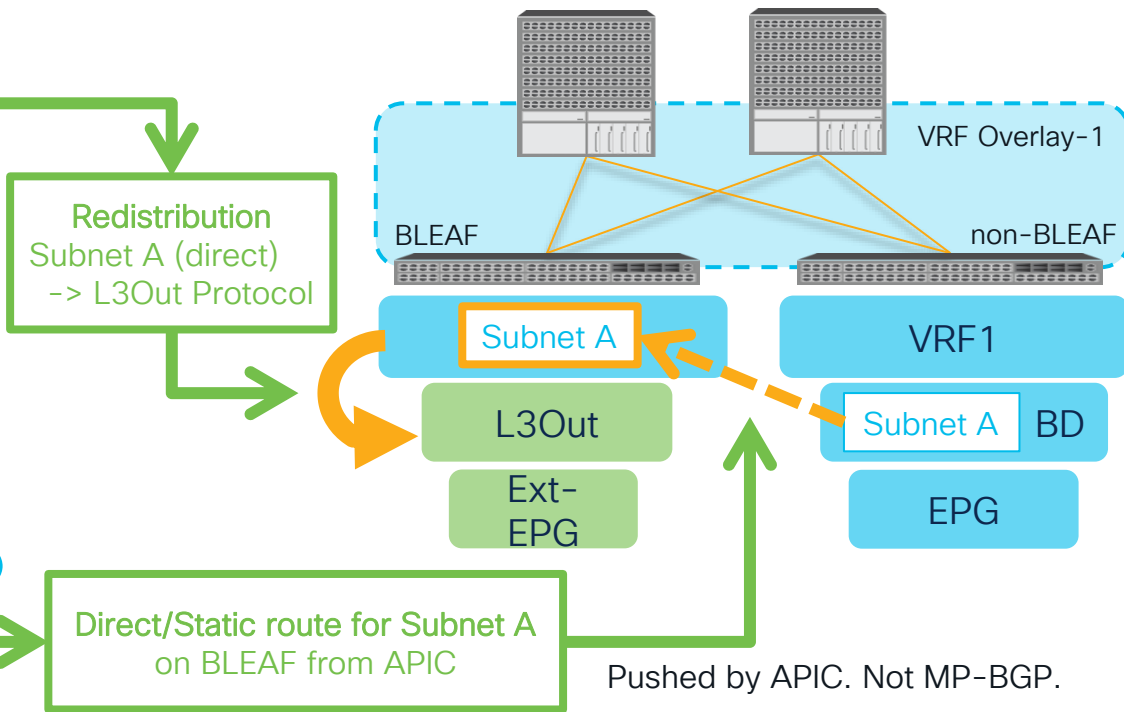 VRF Overlay-1
BLEAF
non-BLEAF
Redistribution
Subnet A (direct)
-> L3Out Protocol
Subnet A
VRF1
L3Out
Subnet A
BD
Ext-
EPG
EPG
)
Direct/Static route for Subnet A
on BLEAF from APIC
Pushed by APIC. Not MP-BGP.